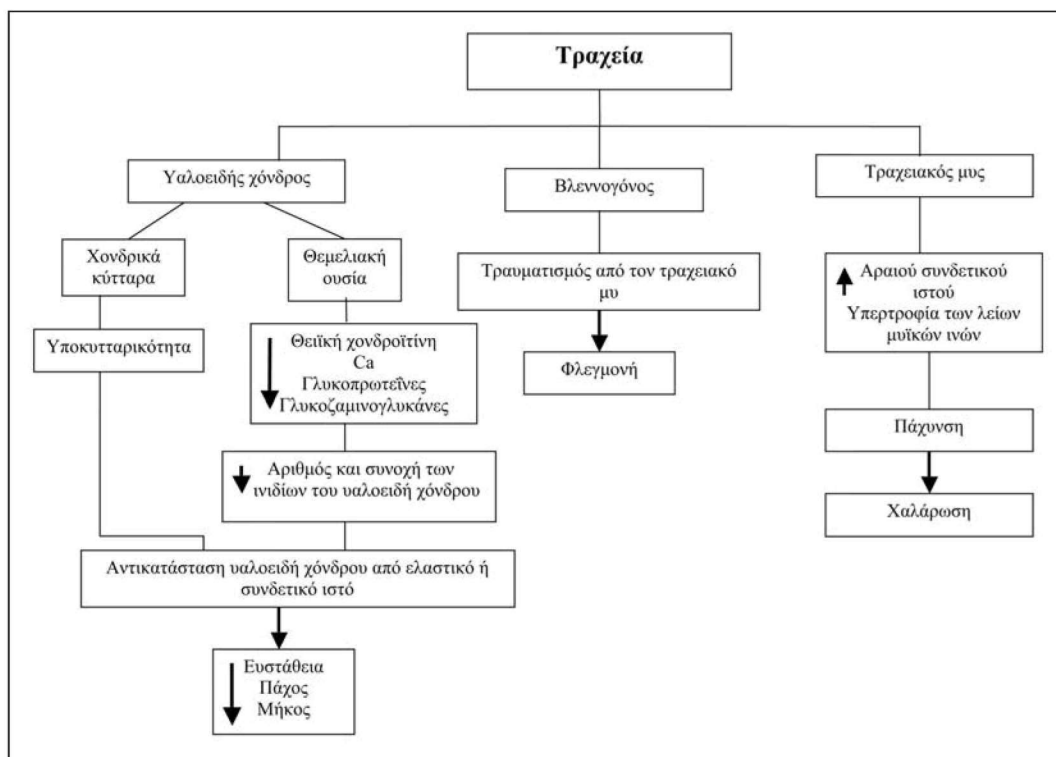 Τραχεία
Υαλοειδής χόνδρος
Βλεννογόνος
Τραχειακός μυς
Χονδρικά
κύτταρα
Θεμελιακή
ουσία
Τραυματισμός από τον τραχειακό
μυ
Αραιού συνδετικού
ιστού
Υπερτροφία των λείων
μυϊκών ινών
Υποκυτταρικότητα
Θειϊκή χονδροϊτίνη
Ca
Γλυκοπρωτεΐνες
Γλυκοζαμινογλυκάνες
Φλεγμονή
Πάχυνση
Αριθμός και συνοχή των
ινιδίων του υαλοειδή χόνδρου
Χαλάρωση
Αντικατάσταση υαλοειδή χόνδρου από ελαστικό ή
συνδετικό ιστό
Ευστάθεια
Πάχος
Μήκος